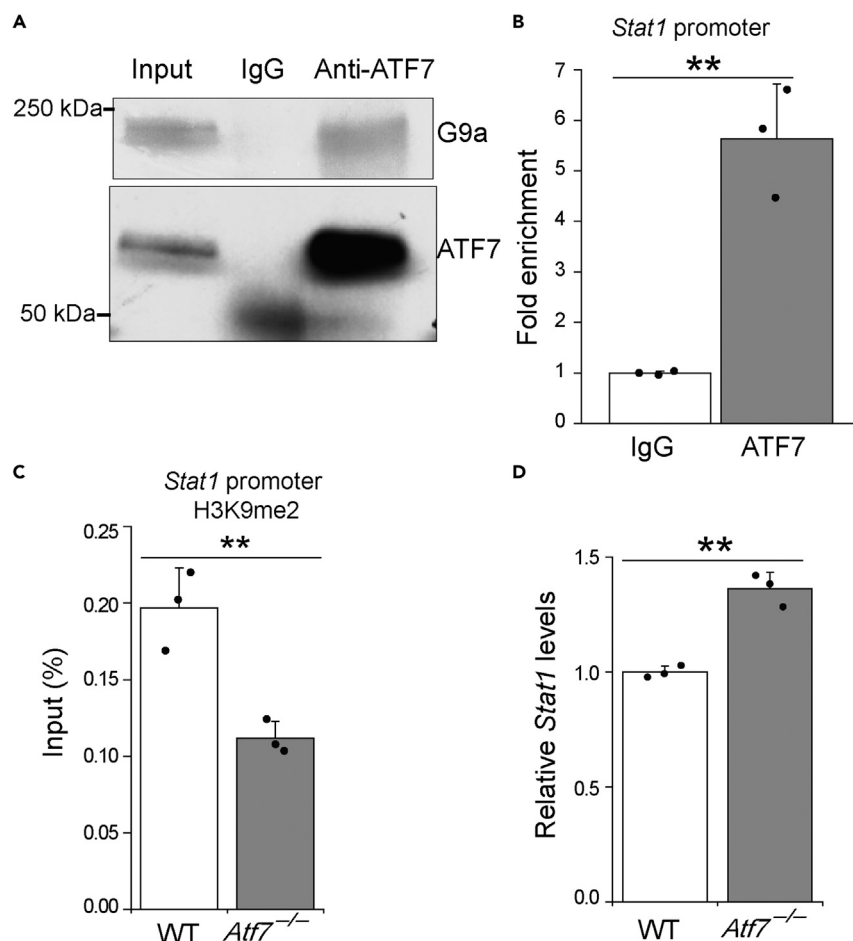 A
Input IgG Anti-ATF7
250 kDa
G9a
ATF7
50 kDa
B
Stat1 promoter
**
7
6
5
4
3
2
1
0
Fold enrichment
IgG ATF7
C
Stat1 promoter
H3K9me2
**
0.25
0.20
0.15
0.10
0.05
0.00
Input (%)
WT Atf7⁻/⁻
D
**
1.5
1.0
0.5
0.0
Relative Stat1 levels
WT Atf7⁻/⁻